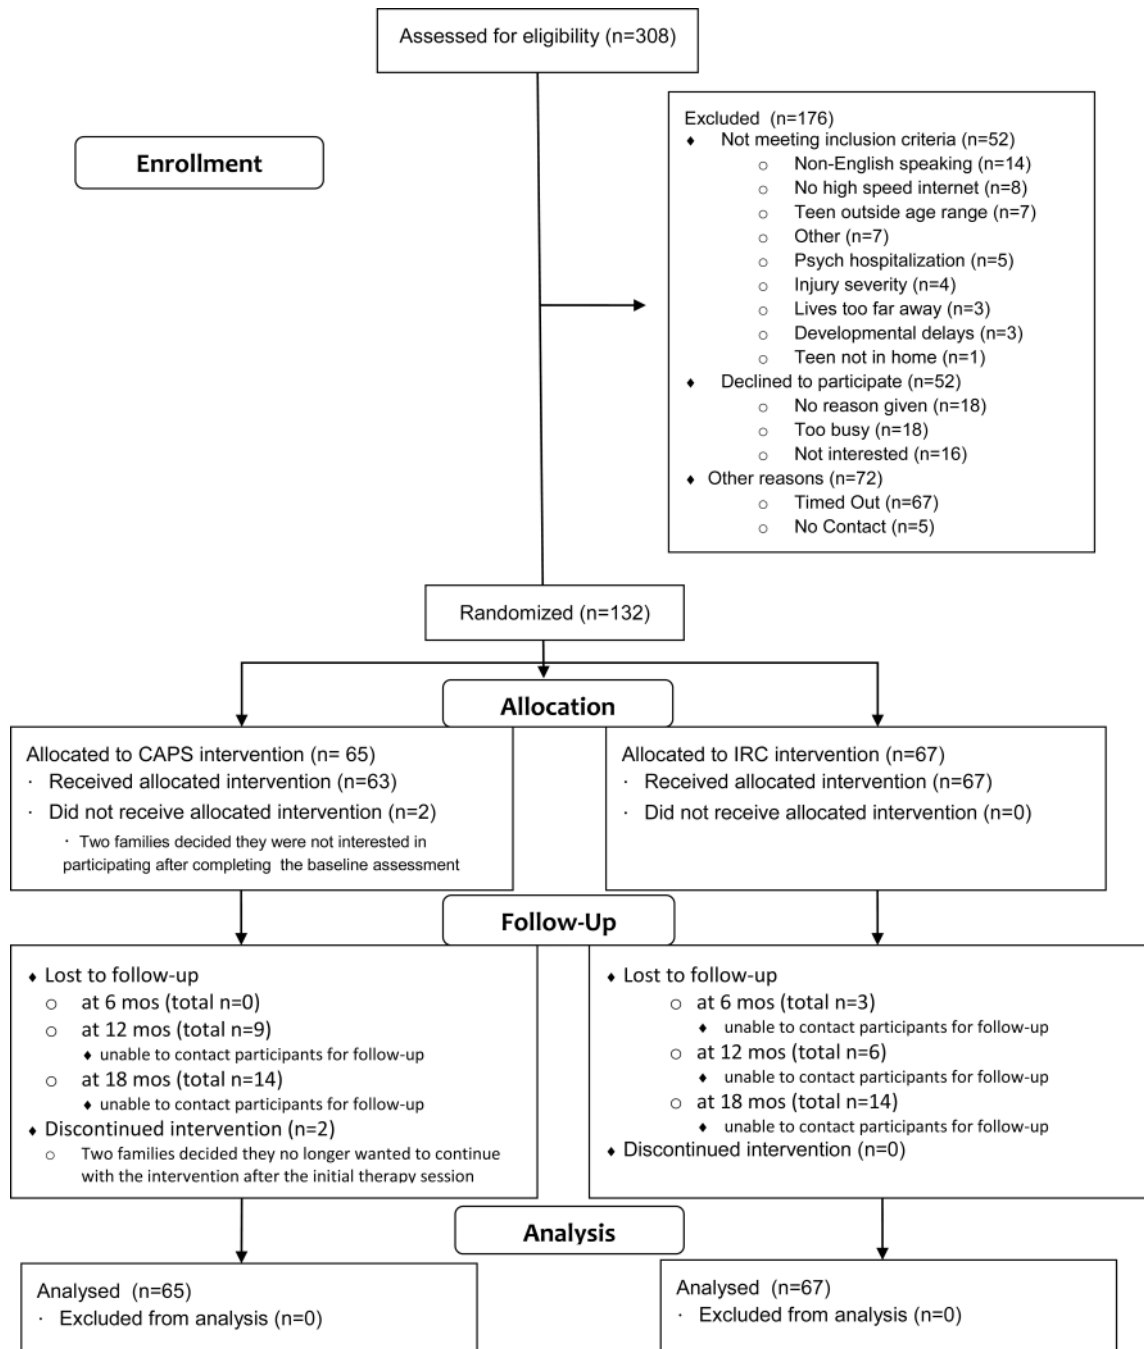 Assessed for eligibility (n=308)
Enrollment
Excluded (n=176)
♦ Not meeting inclusion criteria (n=52)
o Non-English speaking (n=14)
o No high speed internet (n=8)
o Teen outside age range (n=7)
o Other (n=7)
o Psych hospitalization (n=5)
o Injury severity (n=4)
o Lives too far away (n=3)
o Developmental delays (n=3)
o Teen not in home (n=1)
♦ Declined to participate (n=52)
o No reason given (n=18)
o Too busy (n=18)
o Not interested (n=16)
♦ Other reasons (n=72)
o Timed Out (n=67)
o No Contact (n=5)
Randomized (n=132)
Allocation
Allocated to CAPS intervention (n= 65)
· Received allocated intervention (n=63)
· Did not receive allocated intervention (n=2)
· Two families decided they were not interested in
participating after completing the baseline assessment
Allocated to IRC intervention (n=67)
· Received allocated intervention (n=67)
· Did not receive allocated intervention (n=0)
Follow-Up
♦ Lost to follow-up
o at 6 mos (total n=0)
o at 12 mos (total n=9)
♦ unable to contact participants for follow-up
o at 18 mos (total n=14)
♦ unable to contact participants for follow-up
♦ Discontinued intervention (n=2)
o Two families decided they no longer wanted to continue
with the intervention after the initial therapy session
♦ Lost to follow-up
o at 6 mos (total n=3)
♦ unable to contact participants for follow-up
o at 12 mos (total n=6)
♦ unable to contact participants for follow-up
o at 18 mos (total n=14)
♦ unable to contact participants for follow-up
♦ Discontinued intervention (n=0)
Analysis
Analysed (n=65)
· Excluded from analysis (n=0)
Analysed (n=67)
· Excluded from analysis (n=0)